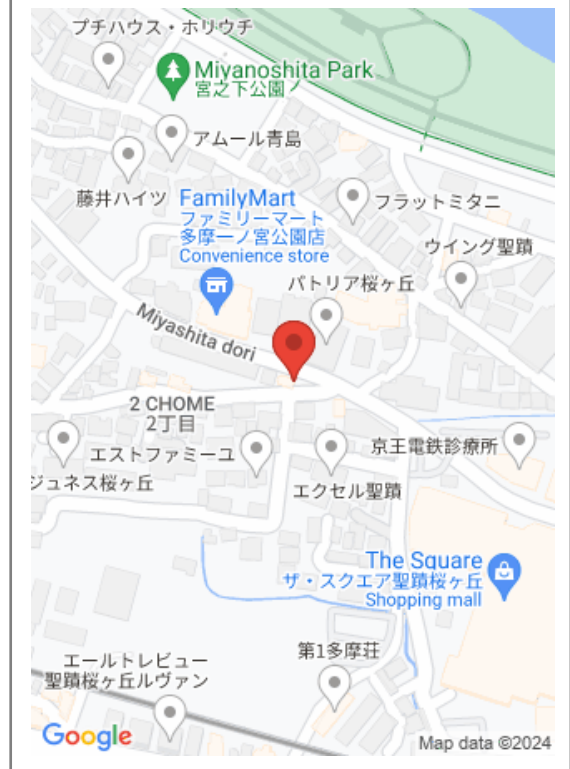 プチハウス・ホリウチ
Miyanoshita Park
宮之下公園
アムール青島
藤井ハイツ
FamilyMart
ファミリーマート
多摩一ノ宮公園店
Convenience store
フラットミタニ
ウイング聖蹟
パトリア桜ヶ丘
Miyashita dori
2 CHOME
2丁目
エストファミーユ
京王電鉄診療所
ジュネス桜ヶ丘
エクセル聖蹟
The Square
ザ・スクエア聖蹟桜ヶ丘
Shopping mall
第1多摩荘
エールトレビュー
聖蹟桜ヶ丘ルヴァン
Google
Map data ©2024